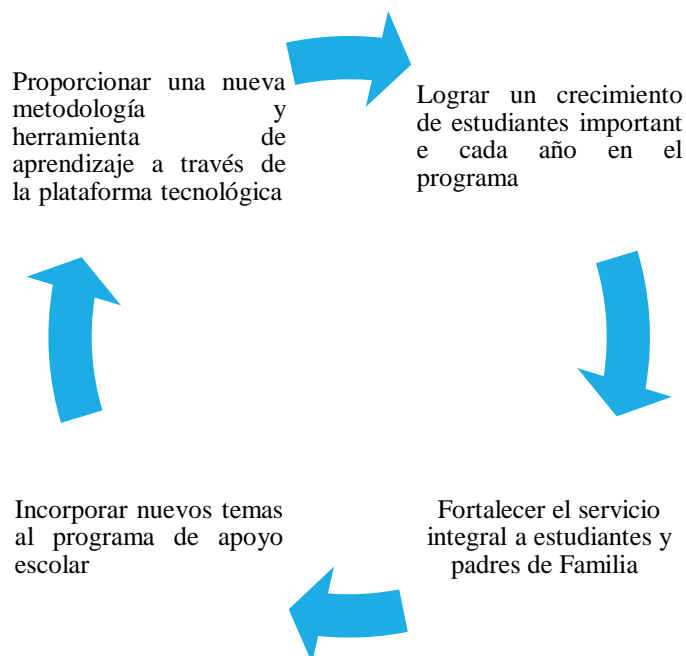 Proporcionar una nueva
metodología y
herramienta de
aprendizaje a través de
la plataforma tecnológica
Lograr un crecimiento
de estudiantes important
e cada año en el
programa
Incorporar nuevos temas
al programa de apoyo
escolar
Fortalecer el servicio
integral a estudiantes y
padres de Familia